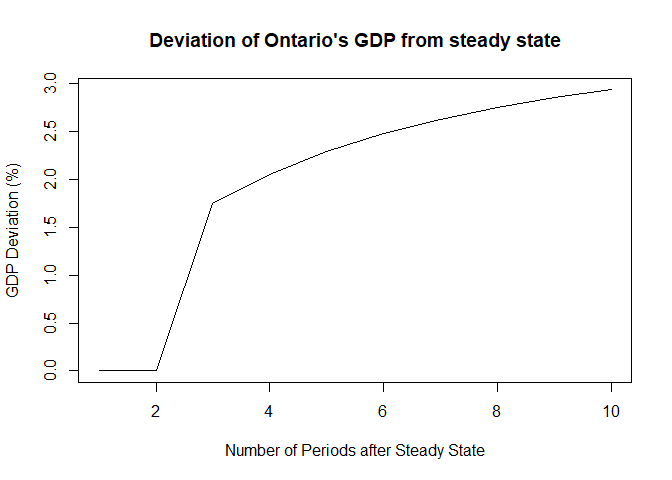 Deviation of Ontario's GDP from steady state
GDP Deviation (%)
3.0
2.5
2.0
1.5
1.0
0.5
0.0
2 4 6 8 10
Number of Periods after Steady State